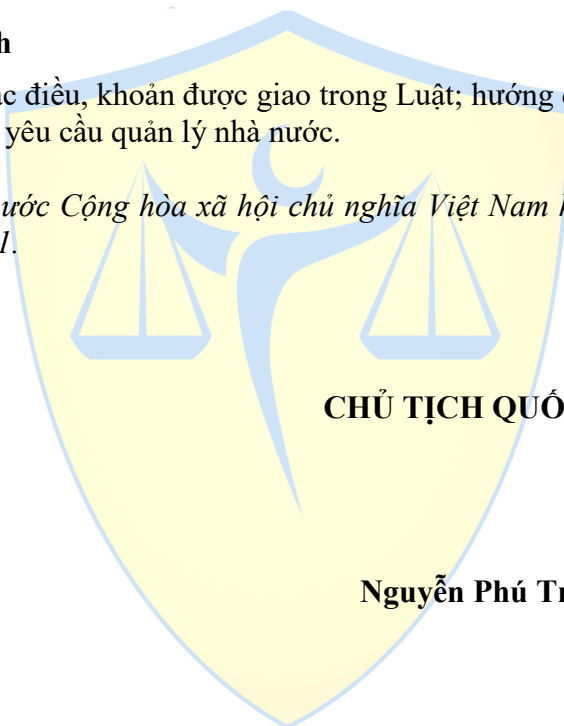 h
ác điều, khoản được giao trong Luật; hướng
yêu cầu quản lý nhà nước.
ước Cộng hòa xã hội chủ nghĩa Việt Nam
1.
CHỦ TỊCH QUỐ
Nguyễn Phú Tr